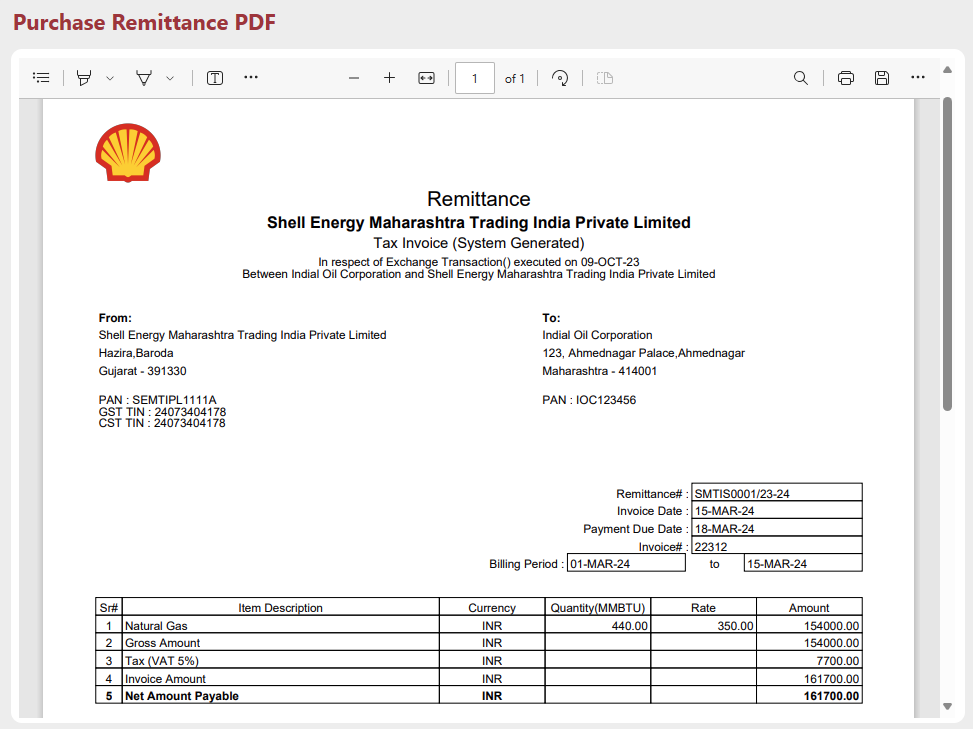 Purchase Remittance PDF
1 of 1
Remittance
Shell Energy Maharashtra Trading India Private Limited
Tax Invoice (System Generated)
In respect of Exchange Transaction() executed on 09-OCT-23
Between Indial Oil Corporation and Shell Energy Maharashtra Trading India Private Limited
From:
Shell Energy Maharashtra Trading India Private Limited
Hazira,Baroda
Gujarat - 391330
PAN : SEMTIPL1111A
GST TIN : 24073404178
CST TIN : 24073404178
To:
Indial Oil Corporation
123, Ahmednagar Palace,Ahmednagar
Maharashtra - 414001
PAN : IOC123456
Remittance# : SMTIS0001/23-24
Invoice Date : 15-MAR-24
Payment Due Date : 18-MAR-24
Invoice# : 22312
Billing Period : 01-MAR-24 to 15-MAR-24
Sr# Item Description Currency Quantity(MMBTU) Rate Amount
1 Natural Gas INR 440.00 350.00 154000.00
2 Gross Amount INR 154000.00
3 Tax (VAT 5%) INR 7700.00
4 Invoice Amount INR 161700.00
5 Net Amount Payable INR 161700.00